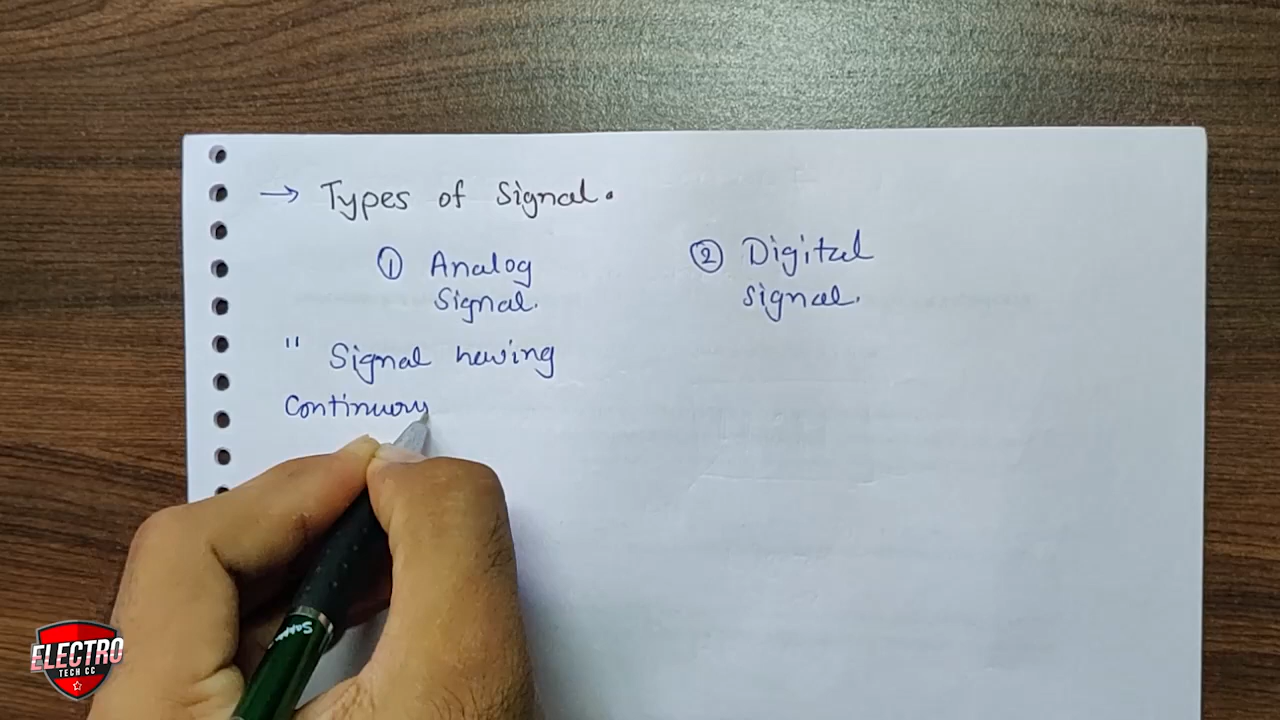 → Types of Signal.
① Analog
Signal.
② Digital
signal.
" Signal having
Continuous
ELECTRO
TECH CC